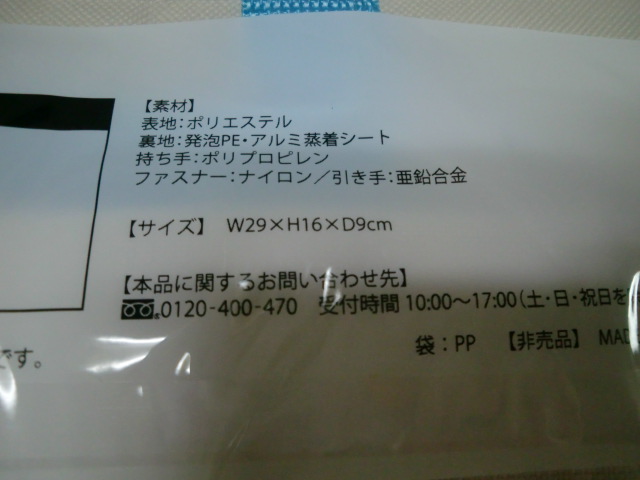 【素材】
表地：ポリエステル
裏地：発泡PE・アルミ蒸着シート
持ち手：ポリプロピレン
ファスナー：ナイロン／引き手：亜鉛合金
【サイズ】 W29×H16×D9cm
【本品に関するお問い合わせ先】
0120-400-470 受付時間 10:00～17:00（土・日・祝日を
袋：PP 【非売品】 MAD
です。